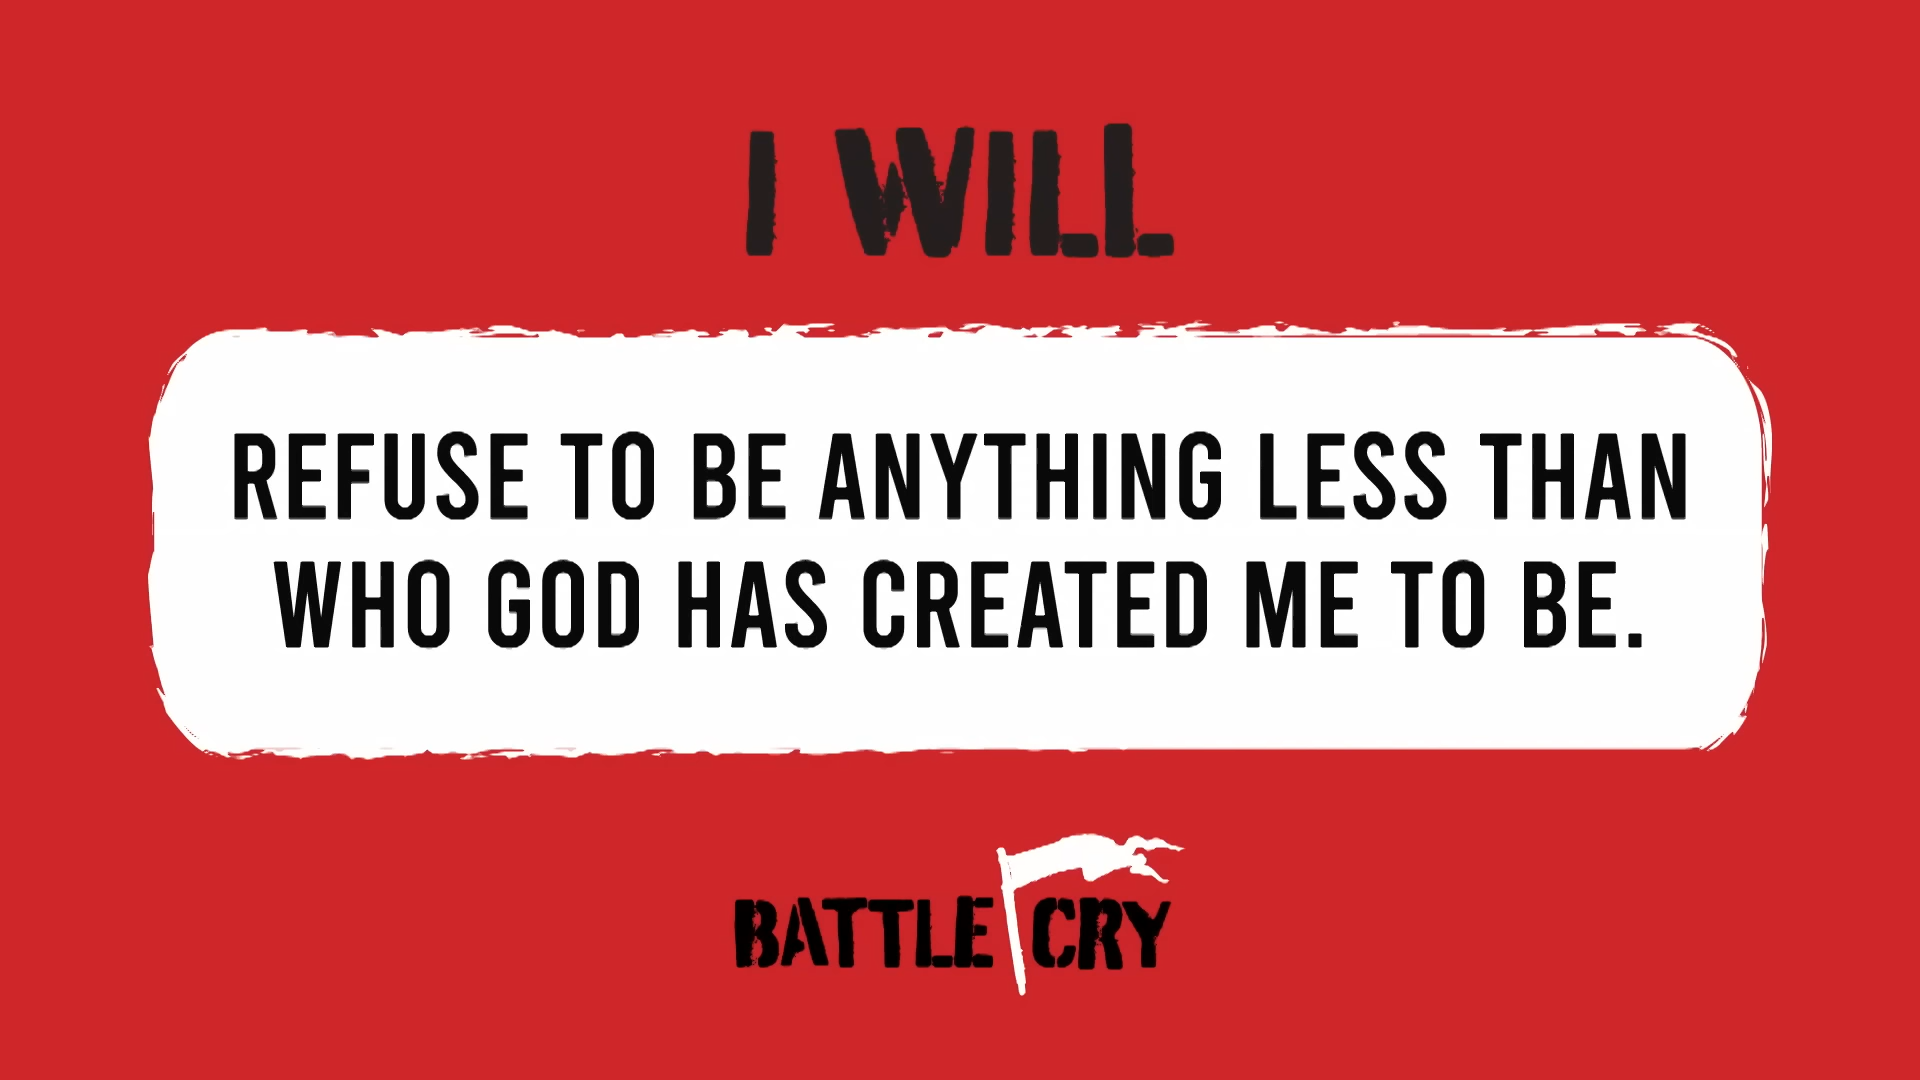 I WILL
REFUSE TO BE ANYTHING LESS THAN
WHO GOD HAS CREATED ME TO BE.
BATTLE CRY